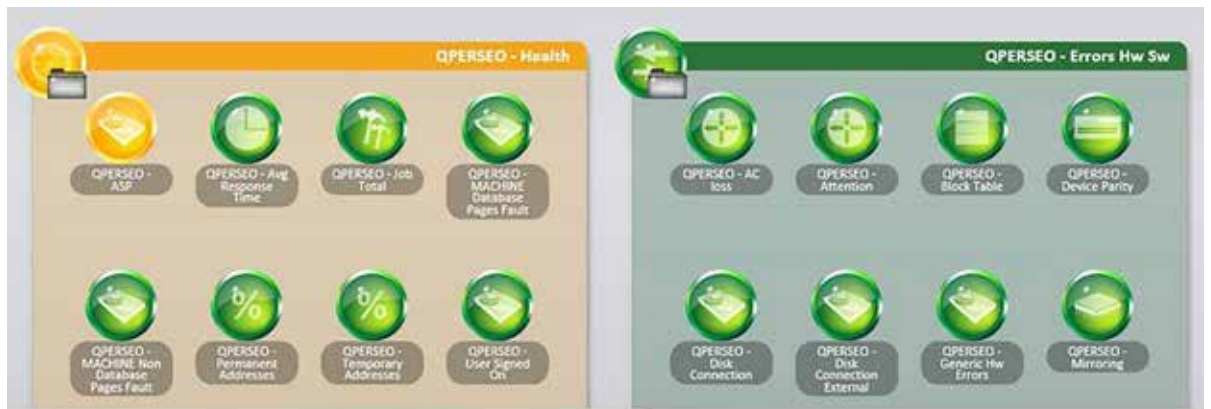 QPERSEO - Health
QPERSEO -
ASP
QPERSEO - Avg
Response
Time
QPERSEO - Job
Total
QPERSEO -
MACHINE
Database
Pages Fault
QPERSEO -
MACHINE Non
Database
Pages Fault
QPERSEO -
Permanent
Addresses
QPERSEO -
Temporary
Addresses
QPERSEO -
User Signed
On
QPERSEO - Errors Hw Sw
QPERSEO - AC
loss
QPERSEO -
Attention
QPERSEO -
Block Table
QPERSEO -
Device Parity
QPERSEO -
Disk
Connection
QPERSEO -
Disk
Connection
External
QPERSEO -
Generic Hw
Errors
QPERSEO -
Mirroring